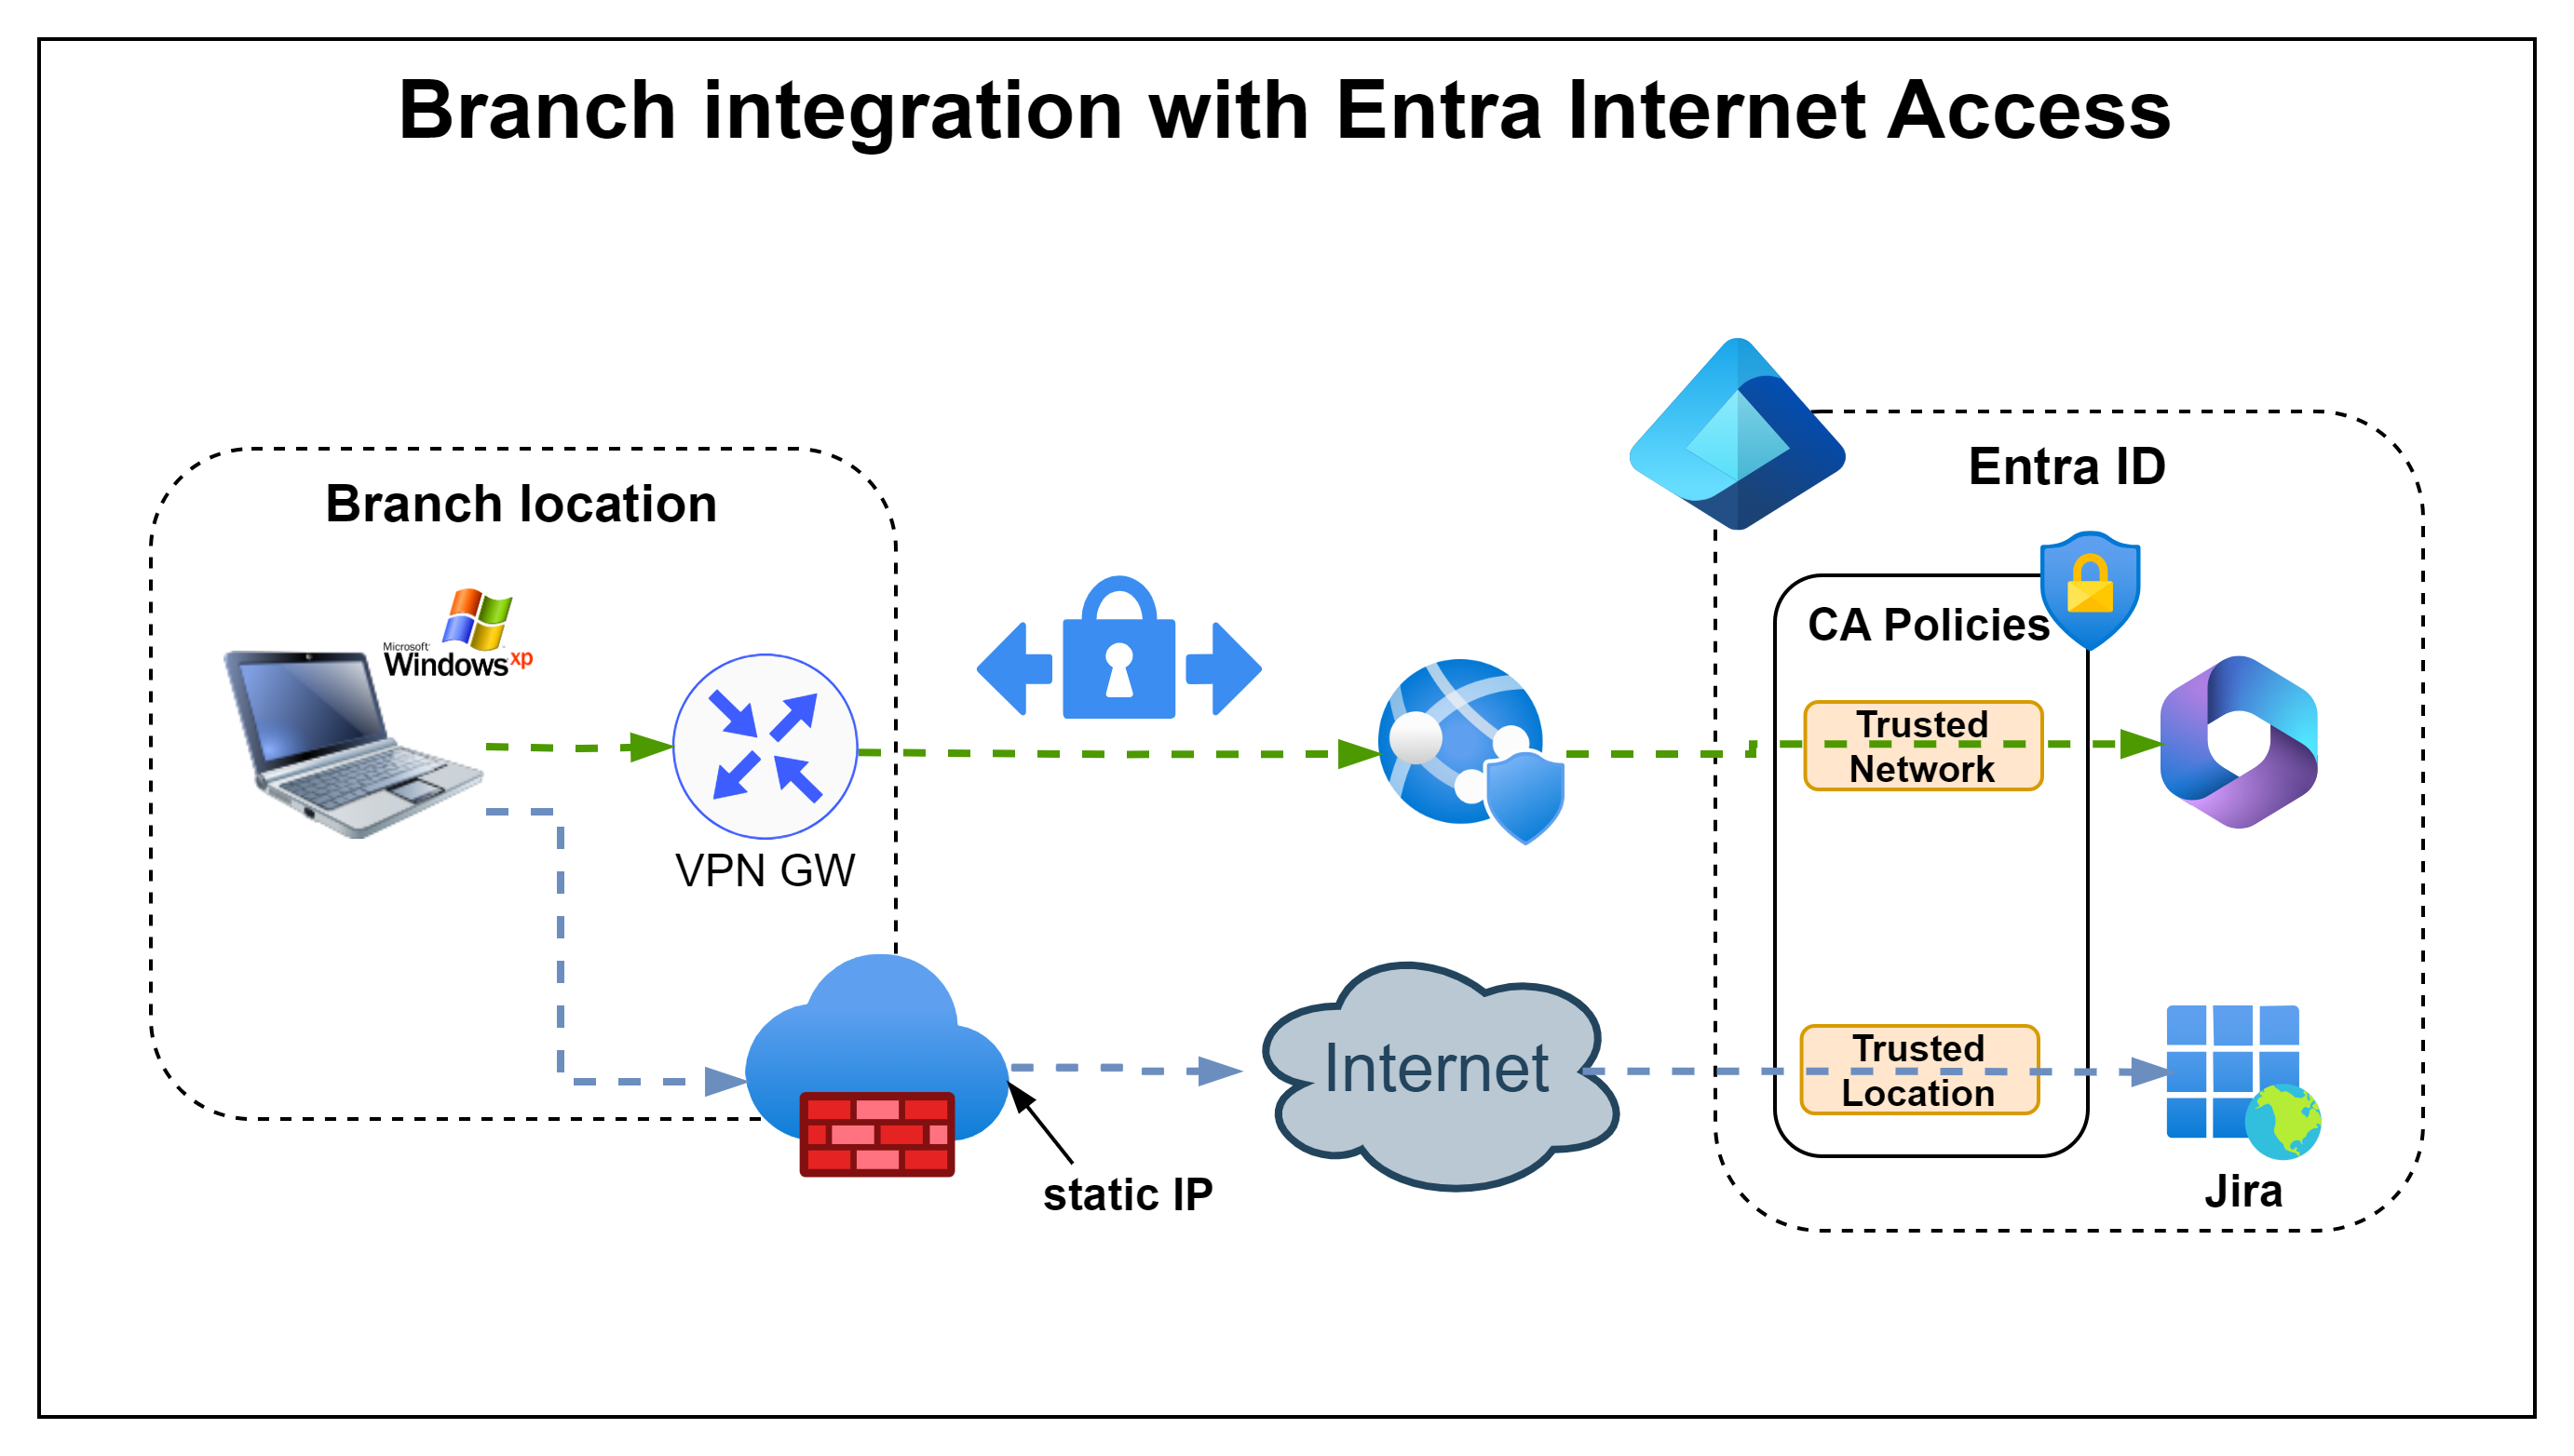 Branch integration with Entra Internet Access
Branch location
Entra ID
Microsoft
Windows xp
CA Policies
Trusted
Network
VPN GW
Internet
Trusted
Location
static IP
Jira